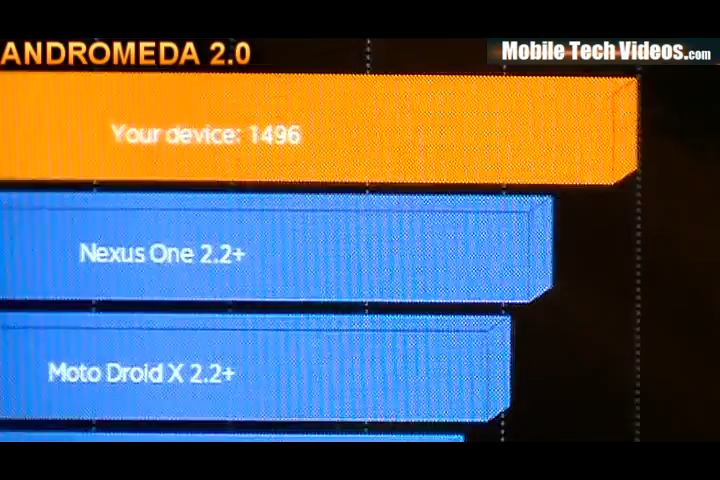 ANDROMEDA 2.0
Mobile Tech Videos.com
Your device: 1496
Nexus One 2.2+
Moto Droid X 2.2+